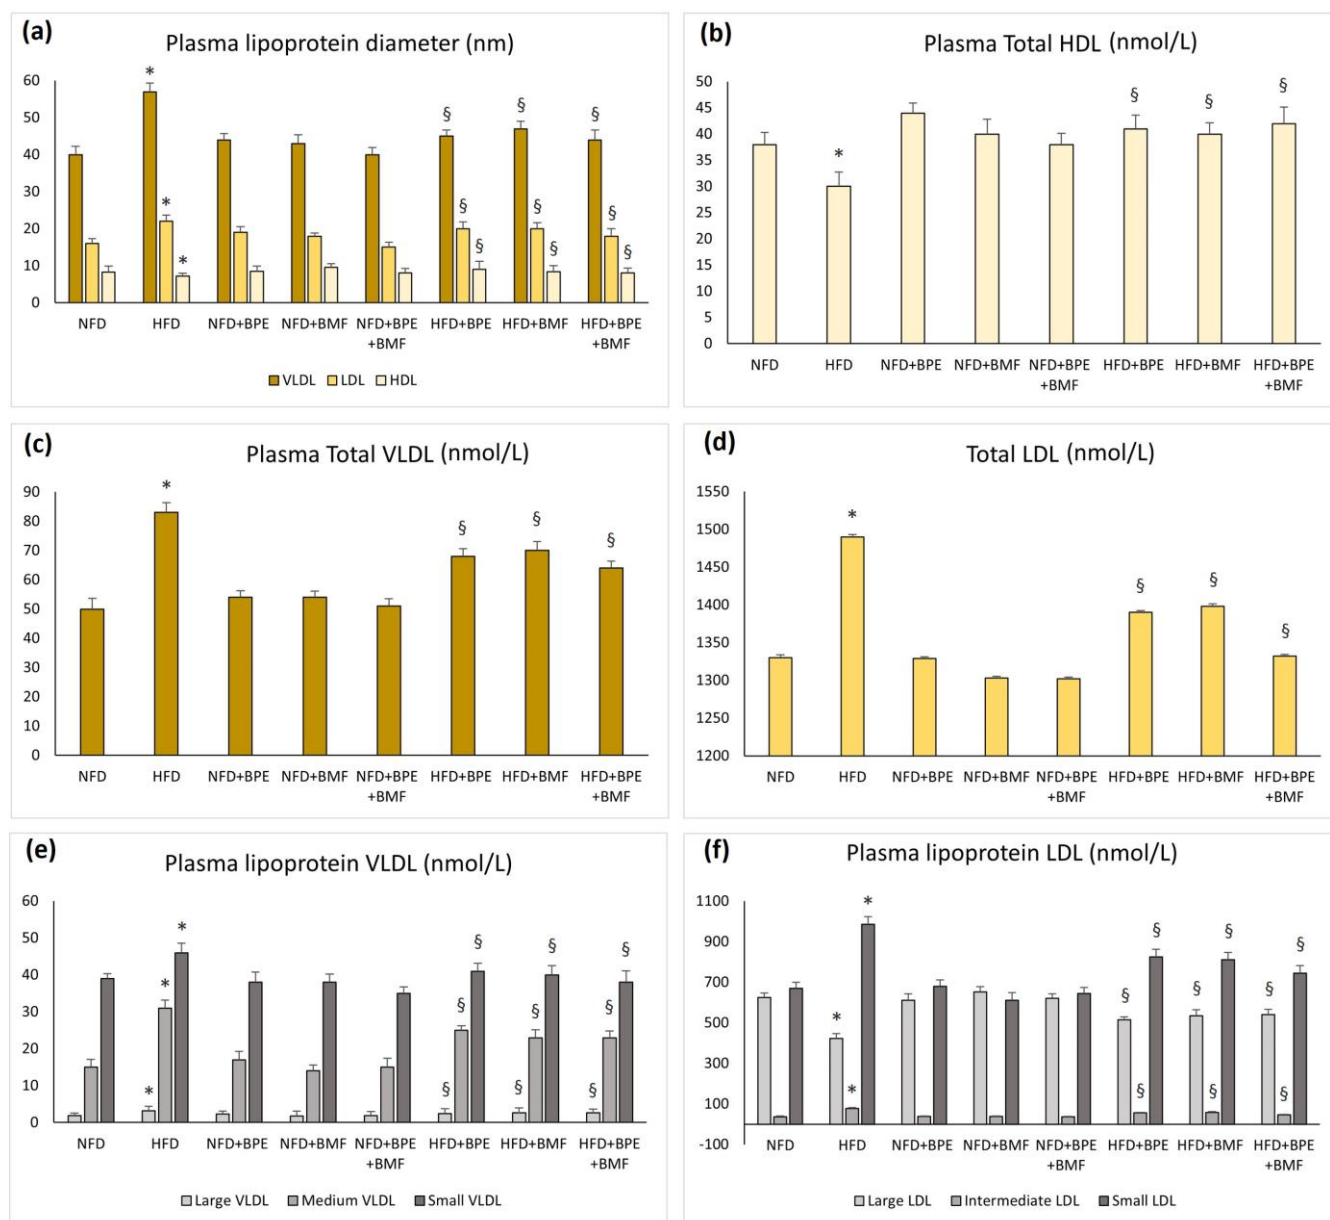 (a)
Plasma lipoprotein diameter (nm)
60
50
40
30
20
10
0
*
*
*
§
§
§
§
§
§
§
§
§
NFD
HFD
NFD+BPE
NFD+BMF
NFD+BPE
+BMF
HFD+BPE
HFD+BMF
HFD+BPE
+BMF
VLDL
LDL
HDL
(b)
Plasma Total HDL (nmol/L)
50
45
40
35
30
25
20
15
10
5
0
*
§
§
§
NFD
HFD
NFD+BPE
NFD+BMF
NFD+BPE
+BMF
HFD+BPE
HFD+BMF
HFD+BPE
+BMF
(c)
Plasma Total VLDL (nmol/L)
90
80
70
60
50
40
30
20
10
0
*
§
§
§
NFD
HFD
NFD+BPE
NFD+BMF
NFD+BPE
+BMF
HFD+BPE
HFD+BMF
HFD+BPE
+BMF
(d)
Total LDL (nmol/L)
1550
1500
1450
1400
1350
1300
1250
1200
*
§
§
§
NFD
HFD
NFD+BPE
NFD+BMF
NFD+BPE
+BMF
HFD+BPE
HFD+BMF
HFD+BPE
+BMF
(e)
Plasma lipoprotein VLDL (nmol/L)
60
50
40
30
20
10
0
*
*
*
§
§
§
§
§
§
§
§
§
NFD
HFD
NFD+BPE
NFD+BMF
NFD+BPE
+BMF
HFD+BPE
HFD+BMF
HFD+BPE
+BMF
Large VLDL
Medium VLDL
Small VLDL
(f)
Plasma lipoprotein LDL (nmol/L)
1100
900
700
500
300
100
-100
*
*
*
§
§
§
§
§
§
§
§
§
NFD
HFD
NFD+BPE
NFD+BMF
NFD+BPE
+BMF
HFD+BPE
HFD+BMF
HFD+BPE
+BMF
Large LDL
Intermediate LDL
Small LDL